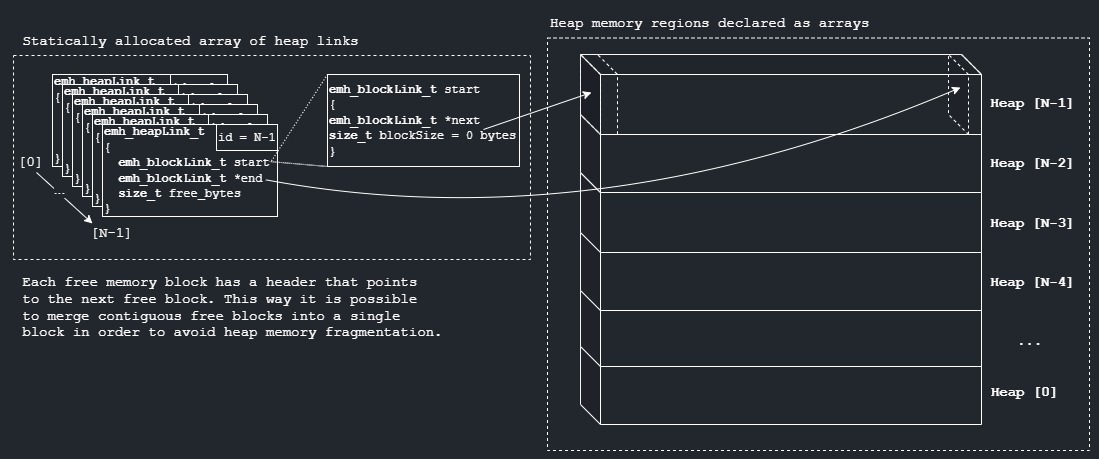 Statically allocated array of heap links
emh_heapLink_t
{
}
emh_heapLink_t
{
}
emh_heapLink_t
{
}
emh_heapLink_t
{
}
emh_heapLink_t
{
}
emh_heapLink_t
id = N-1
{
emh_blockLink_t start
emh_blockLink_t *end
size_t free_bytes
}
[0]
...
[N-1]
emh_blockLink_t start
{
emh_blockLink_t *next
size_t blockSize = 0 bytes
}
Each free memory block has a header that points
to the next free block. This way it is possible
to merge contiguous free blocks into a single
block in order to avoid heap memory fragmentation.
Heap memory regions declared as arrays
Heap [N-1]
Heap [N-2]
Heap [N-3]
Heap [N-4]
...
Heap [0]